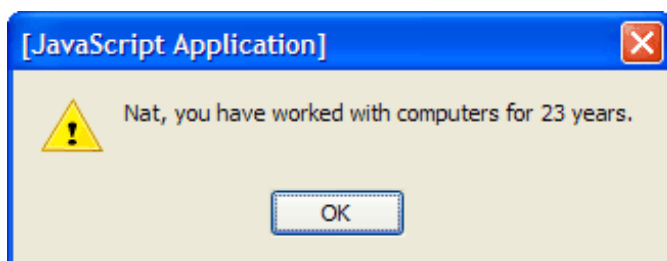 [JavaScript Application]
Nat, you have worked with computers for 23 years.
OK